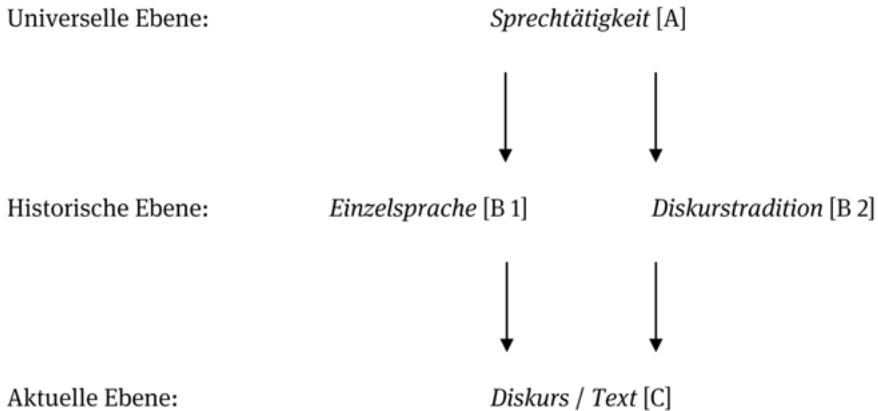 Universelle Ebene: Sprechtätigkeit [A]
Historische Ebene: Einzelsprache [B 1] Diskurstradition [B 2]
Aktuelle Ebene: Diskurs / Text [C]